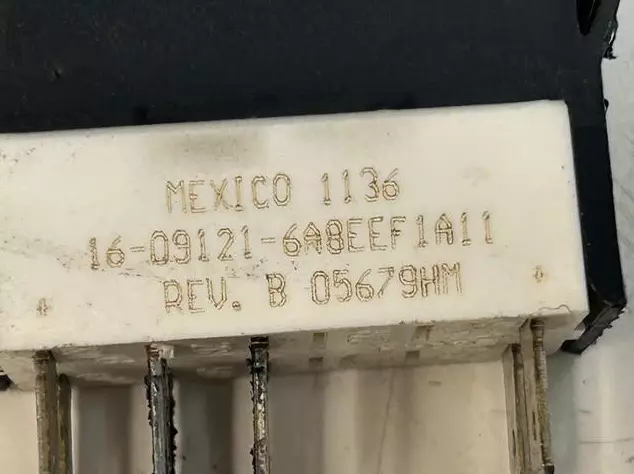 MEXICO 1136
16-09121-6A8EEF1A11
REV. B 05679HM